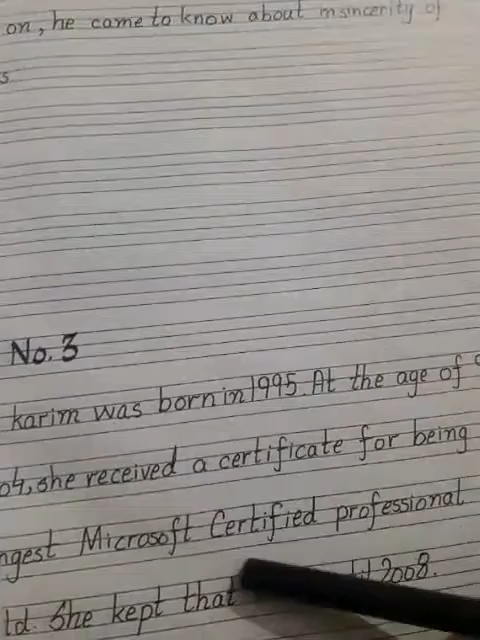 on, he came to know about insincerity of
s
No. 3
karim was born in 1995. At the age of 9
04, she received a certificate for being
ngest Microsoft Certified professional
ld. She kept that 2008.